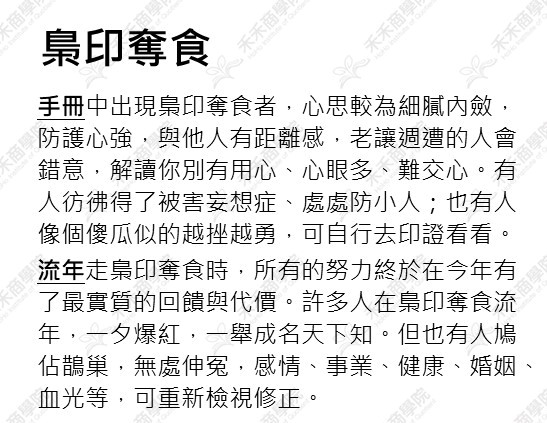 梟印奪食
手冊中出現梟印奪食者，心思較為細膩內斂，
防護心強，與他人有距離感，老讓週遭的人會
錯意，解讀你別有用心、心眼多、難交心。有
人彷彿得了被害妄想症、處處防小人；也有人
像個傻瓜似的越挫越勇，可自行去印證看看。
流年走梟印奪食時，所有的努力終於在今年有
了最實質的回饋與代價。許多人在梟印奪食流
年，一夕爆紅，一舉成名天下知。但也有人鳩
佔鵲巢，無處伸冤，感情、事業、健康、婚姻、
血光等，可重新檢視修正。